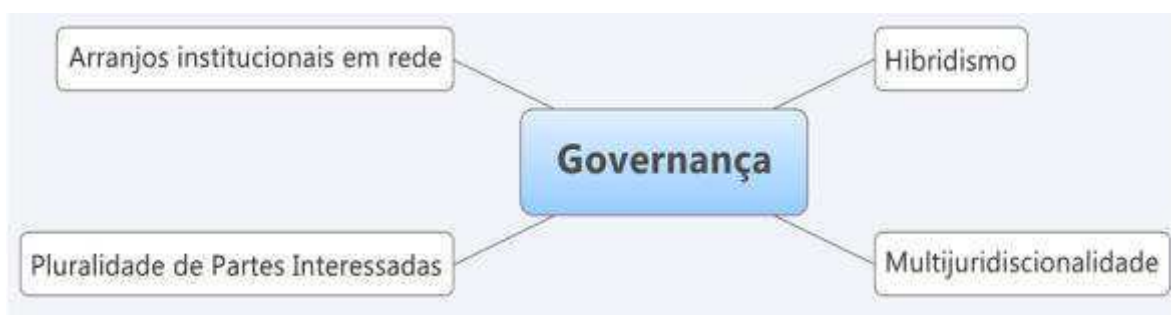 Arranjos institucionais em rede
Hibridismo
Governança
Pluralidade de Partes Interessadas
Multijuridiscionalidade